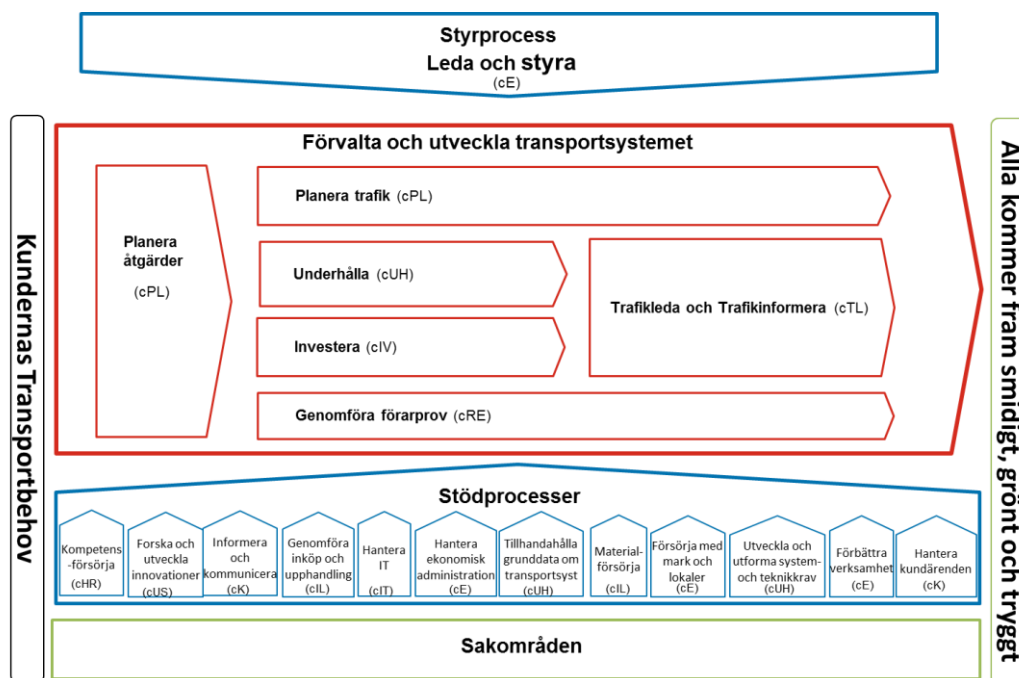 Styrprocess
Leda och styra
(cE)
Kundernas Transportbehov
Förvalta och utveckla transportsystemet
Planera
åtgärder
(cPL)
Planera trafik (cPL)
Underhålla (cUH)
Investera (cIV)
Trafikleda och Trafikinformera (cTL)
Genomföra förarprov (cRE)
Alla kommer fram smidigt, grönt och tryggt
Stödprocesser
Kompetens
-försörja
(cHR)
Forska och
utveckla
innovationer
(cUS)
Informera
och
kommunicera
(cK)
Genomföra
inköp och
upphandling
(cIL)
Hantera
IT
(cIT)
Hantera
ekonomisk
administration
(cE)
Tillhandahålla
grunddata om
transportsyst
(cUH)
Material-
försörja
(cIL)
Försörja med
mark och
lokaler
(cE)
Utveckla och
utforma system-
och teknikkrav
(cUH)
Förbättra
verksamhet
(cE)
Hantera
kundärenden
(cK)
Sakområden